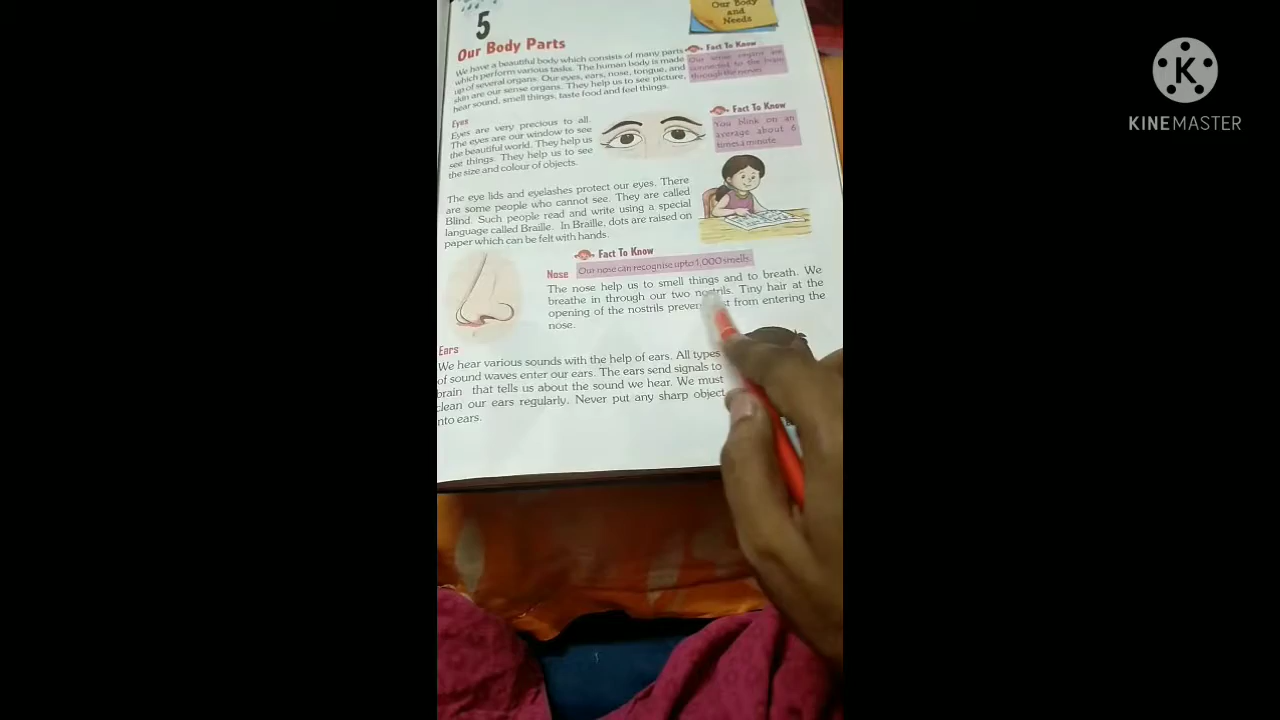 5
Our Body
and
Needs
Our Body Parts
We have a beautiful body which consists of many parts
which perform various tasks. The human body is made
up of several organs. Our eyes, ears, nose, tongue, and
skin are our sense organs. They help us to see picture,
hear sound, smell things, taste food and feel things.
Fact To Know
Our sense organs are
connected to the brain
through the nerves
Eyes
Eyes are very precious to all.
The eyes are our window to see
the beautiful world. They help us
see things. They help us to see
the size and colour of objects.
Fact To Know
You blink on an
average about 6
times a minute
The eye lids and eyelashes protect our eyes. There
are some people who cannot see. They are called
Blind. Such people read and write using a special
language called Braille. In Braille, dots are raised on
paper which can be felt with hands.
Fact To Know
Our nose can recognise upto 1,000 smells.
Nose
The nose help us to smell things and to breath. We
breathe in through our two nostrils. Tiny hair at the
opening of the nostrils from entering the
nose.
Ears
We hear various sounds with the help of ears. All types
of sound waves enter our ears. The ears send signals to
brain that tells us about the sound we hear. We must
clean our ears regularly. Never put any sharp object
nto ears.
K
KINEMASTER